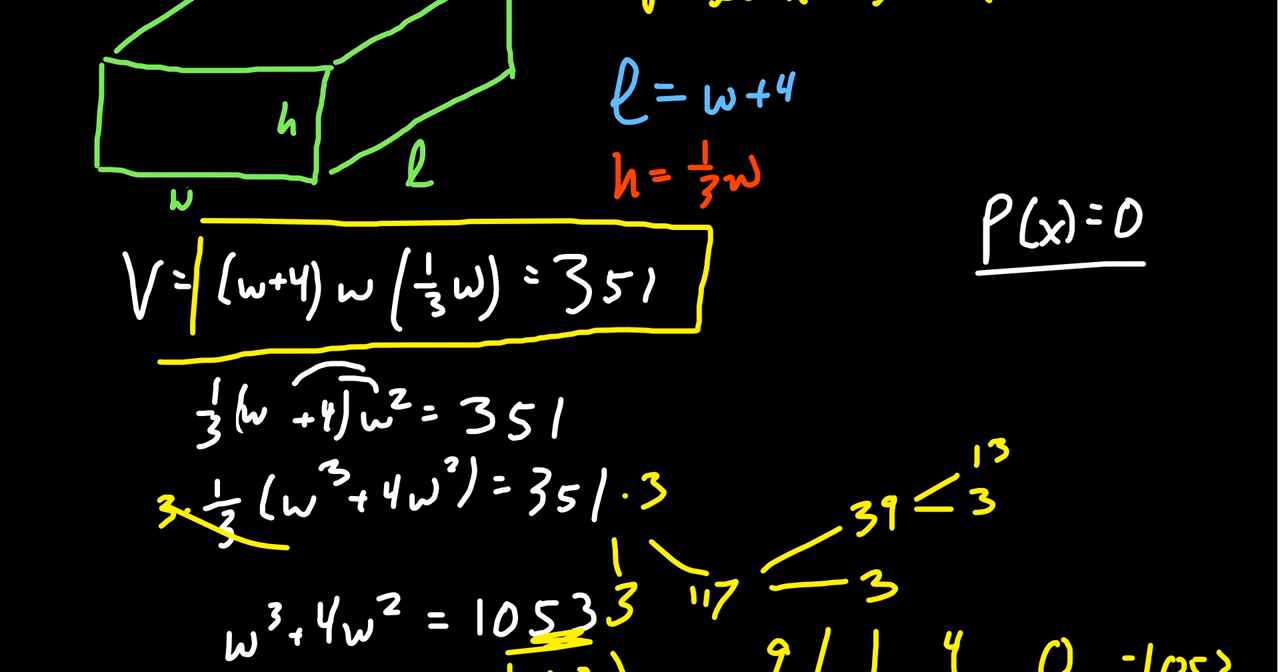 h
l
w
l = w+4
h = 1/3 w
P(x) = 0
V = (w+4) w (1/3 w) = 351
1/3 (w +4) w² = 351
3 · 1/3 (w³ + 4w²) = 351 · 3
13
39
3
3
117
3
w³ + 4w² = 1053
9 | 1 4 0 -1053